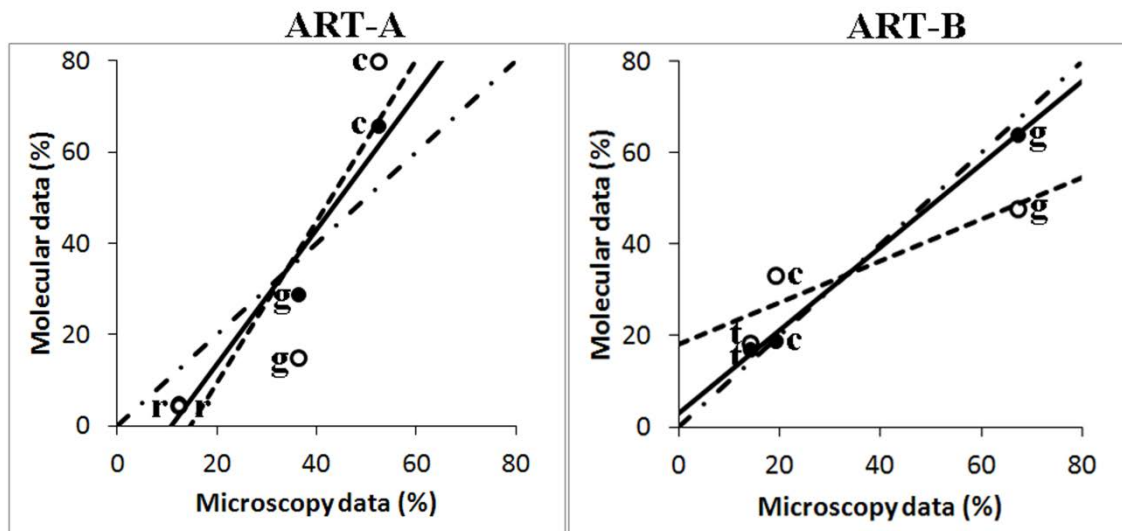 ART-A
ART-B
80
60
40
20
0
Molecular data (%)
c
c
g
g
r r
0 20 40 60 80
Microscopy data (%)
80
60
40
20
0
Molecular data (%)
g
g
c
t
t
c
0 20 40 60 80
Microscopy data (%)